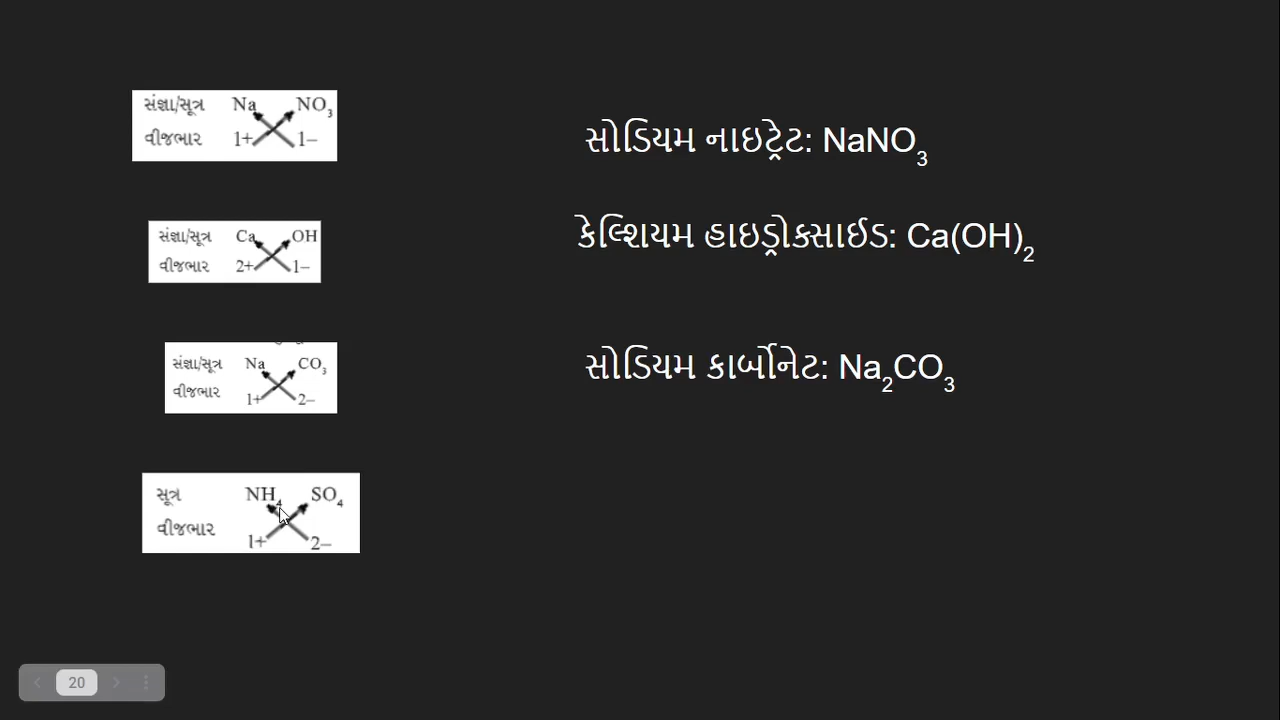 સંજ્ઞા/સૂત્ર Na NO₃
વીજભાર 1+ 1–
સોડિયમ નાઇટ્રેટ: NaNO₃
સંજ્ઞા/સૂત્ર Ca OH
વીજભાર 2+ 1–
કેલ્શિયમ હાઇડ્રોક્સાઈડ: Ca(OH)₂
સંજ્ઞા/સૂત્ર Na CO₃
વીજભાર 1+ 2–
સોડિયમ કાર્બોનેટ: Na₂CO₃
સૂત્ર NH₄ SO₄
વીજભાર 1+ 2–
20